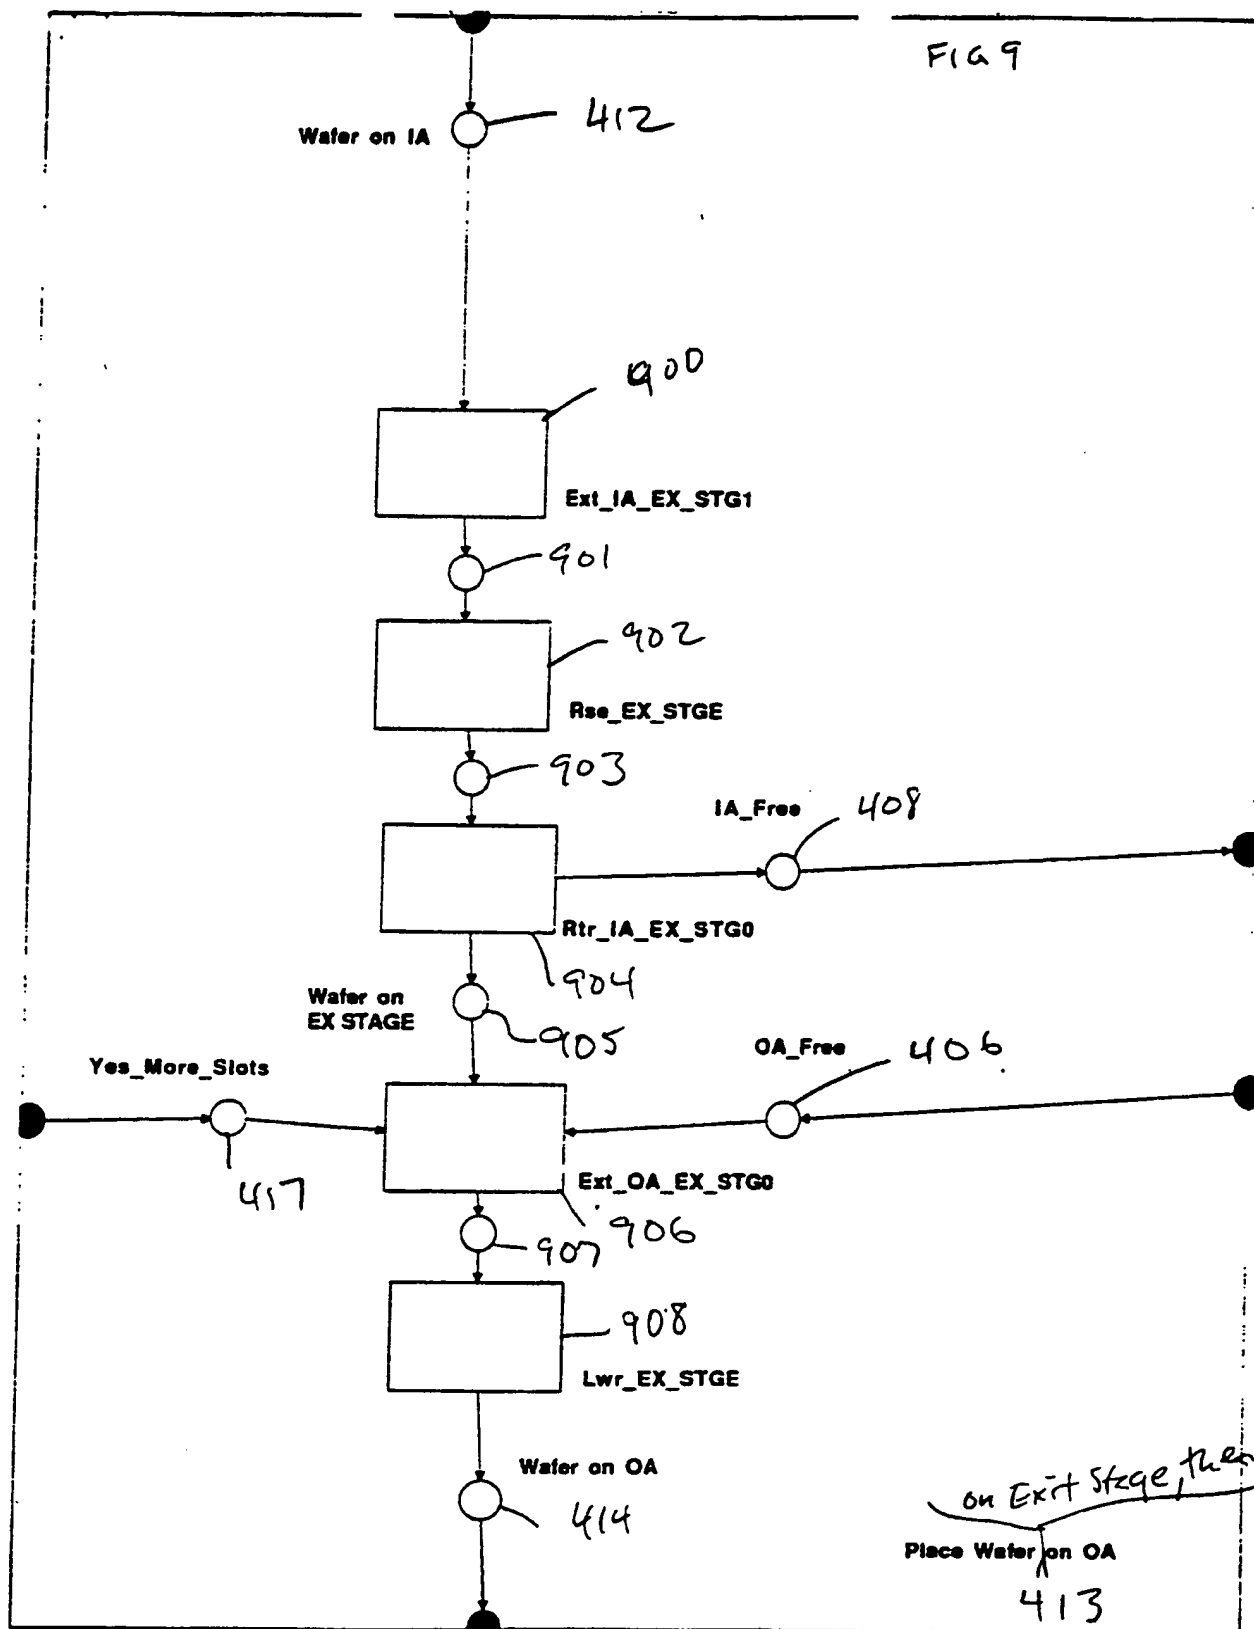 FIG 9
412
Wafer on IA
900
Ext_IA_EX_STG1
901
902
Rse_EX_STGE
903
IA_Free
408
Rtr_IA_EX_STG0
904
Wafer on
EX STAGE
905
OA_Free
406
Yes_More_Slots
417
Ext_OA_EX_STG0
906
907
908
Lwr_EX_STGE
Wafer on OA
414
on Exit Stage, then
Place Wafer on OA
413